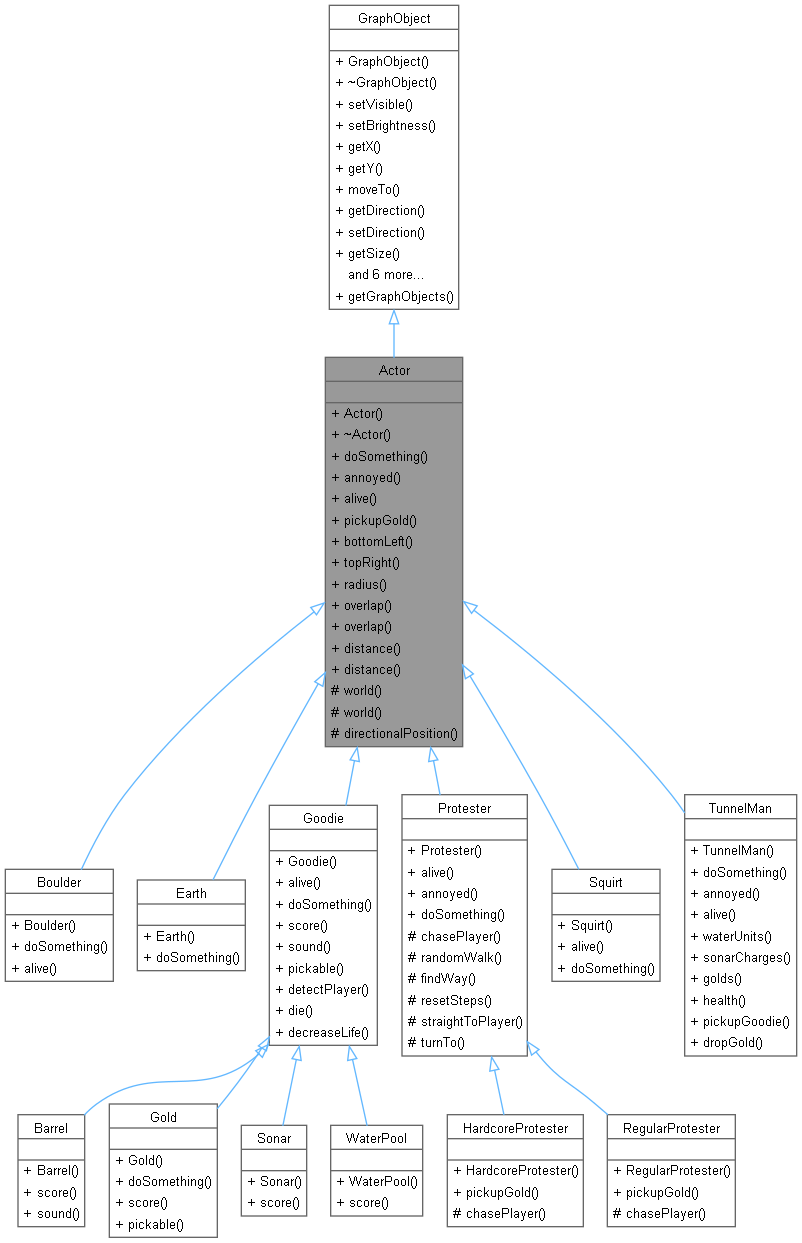 GraphObject
+ GraphObject()
+ ~GraphObject()
+ setVisible()
+ setBrightness()
+ getX()
+ getY()
+ moveTo()
+ getDirection()
+ setDirection()
+ getSize()
and 6 more...
+ getGraphObjects()
Actor
+ Actor()
+ ~Actor()
+ doSomething()
+ annoyed()
+ alive()
+ pickupGold()
+ bottomLeft()
+ topRight()
+ radius()
+ overlap()
+ overlap()
+ distance()
+ distance()
# world()
# world()
# directionalPosition()
Boulder
+ Boulder()
+ doSomething()
+ alive()
Earth
+ Earth()
+ doSomething()
Goodie
+ Goodie()
+ alive()
+ doSomething()
+ score()
+ sound()
+ pickable()
+ detectPlayer()
+ die()
+ decreaseLife()
Protester
+ Protester()
+ alive()
+ annoyed()
+ doSomething()
# chasePlayer()
# randomWalk()
# findWay()
# resetSteps()
# straightToPlayer()
# turnTo()
Squirt
+ Squirt()
+ alive()
+ doSomething()
TunnelMan
+ TunnelMan()
+ doSomething()
+ annoyed()
+ alive()
+ waterUnits()
+ sonarCharges()
+ golds()
+ health()
+ pickupGoodie()
+ dropGold()
Barrel
+ Barrel()
+ score()
+ sound()
Gold
+ Gold()
+ doSomething()
+ score()
+ pickable()
Sonar
+ Sonar()
+ score()
WaterPool
+ WaterPool()
+ score()
HardcoreProtester
+ HardcoreProtester()
+ pickupGold()
# chasePlayer()
RegularProtester
+ RegularProtester()
+ pickupGold()
# chasePlayer()